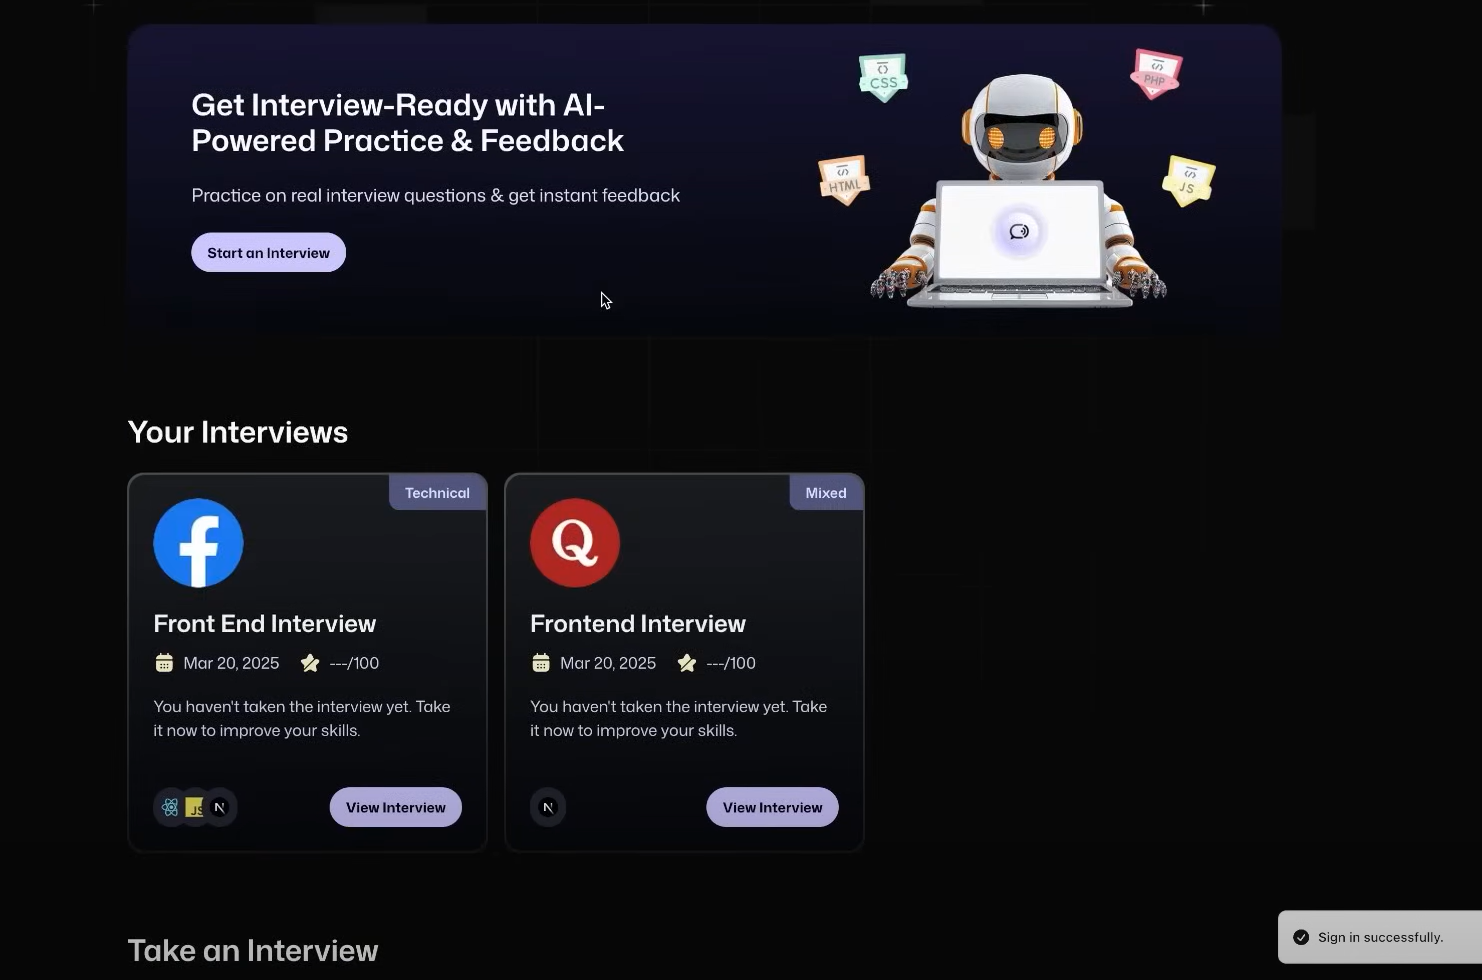 Get Interview-Ready with AI-
Powered Practice & Feedback
Practice on real interview questions & get instant feedback
Start an Interview
CSS
PHP
HTML
JS
Your Interviews
Technical
Front End Interview
Mar 20, 2025 ---/100
You haven't taken the interview yet. Take
it now to improve your skills.
JS N
View Interview
Mixed
Q
Frontend Interview
Mar 20, 2025 ---/100
You haven't taken the interview yet. Take
it now to improve your skills.
N
View Interview
Take an Interview
Sign in successfully.